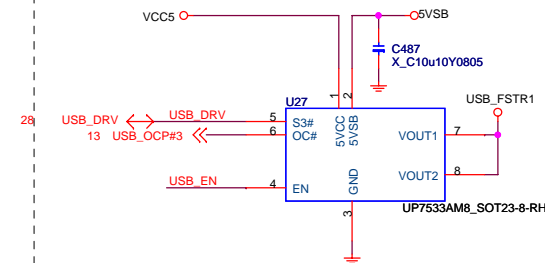 VCC5
5VSB
C487
X_C10u10Y0805
U27
1
2
USB_FSTR1
28
USB_DRV
USB_DRV
5
S3#
5VCC
5VSB
VOUT1
7
13
USB_OCP#3
6
OC#
VOUT2
8
USB_EN
4
EN
GND
3
UP7533AM8_SOT23-8-RH